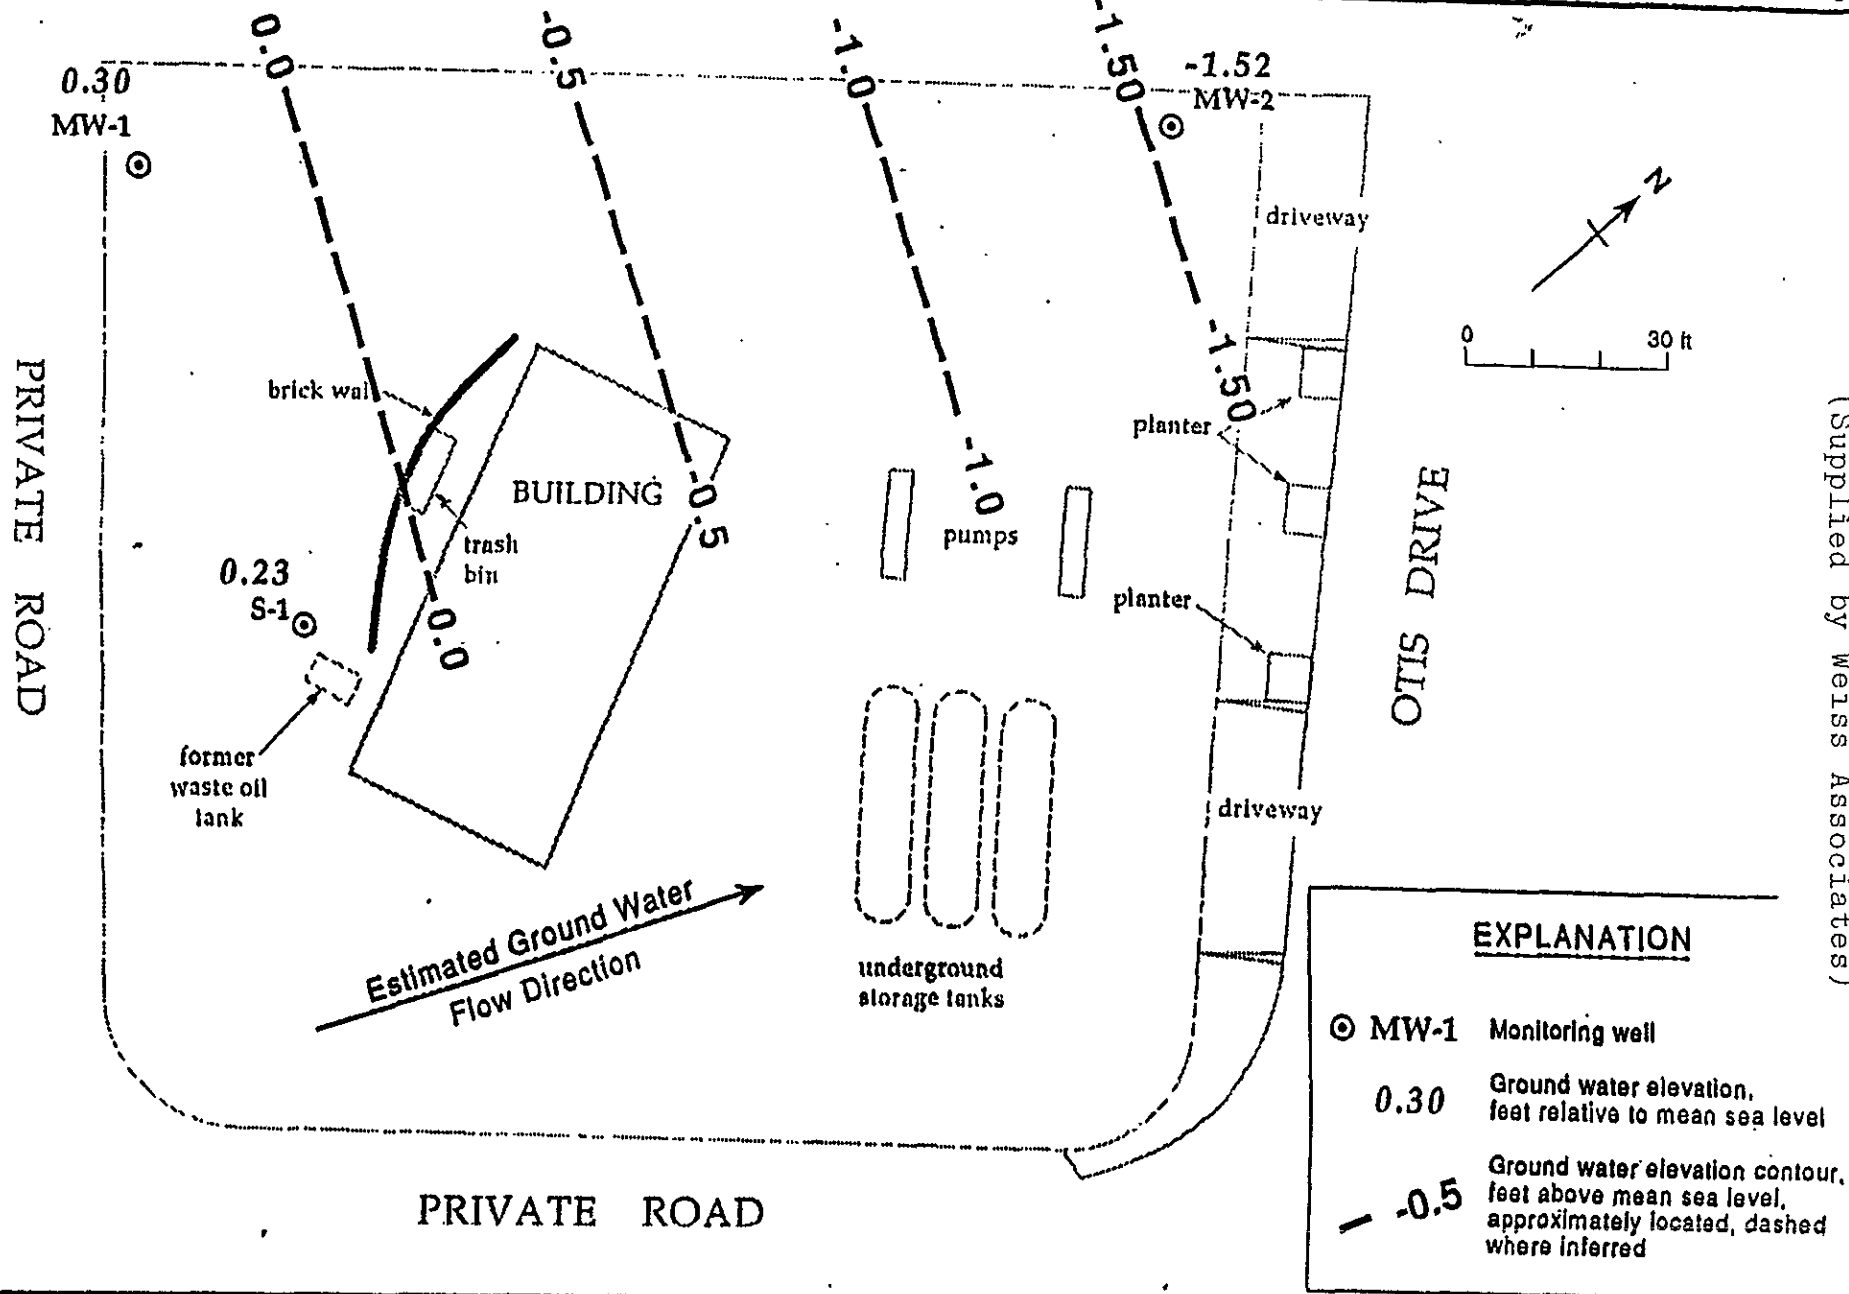 0.0
-0.5
-1.0
-1.50
0.30
MW-1
-1.52
MW-2
driveway
N
0 30 ft
brick wal
BUILDING
trash
bin
0.23
S-1
0.0
-0.5
-1.0
-1.50
pumps
planter
planter
former
waste oil
tank
PRIVATE ROAD
OTIS DRIVE
driveway
Estimated Ground Water
Flow Direction
underground
storage tanks
PRIVATE ROAD
(Supplied by Weiss Associates)
EXPLANATION
MW-1 Monitoring well
0.30 Ground water elevation,
feet relative to mean sea level
-0.5 Ground water elevation contour,
feet above mean sea level,
approximately located, dashed
where inferred